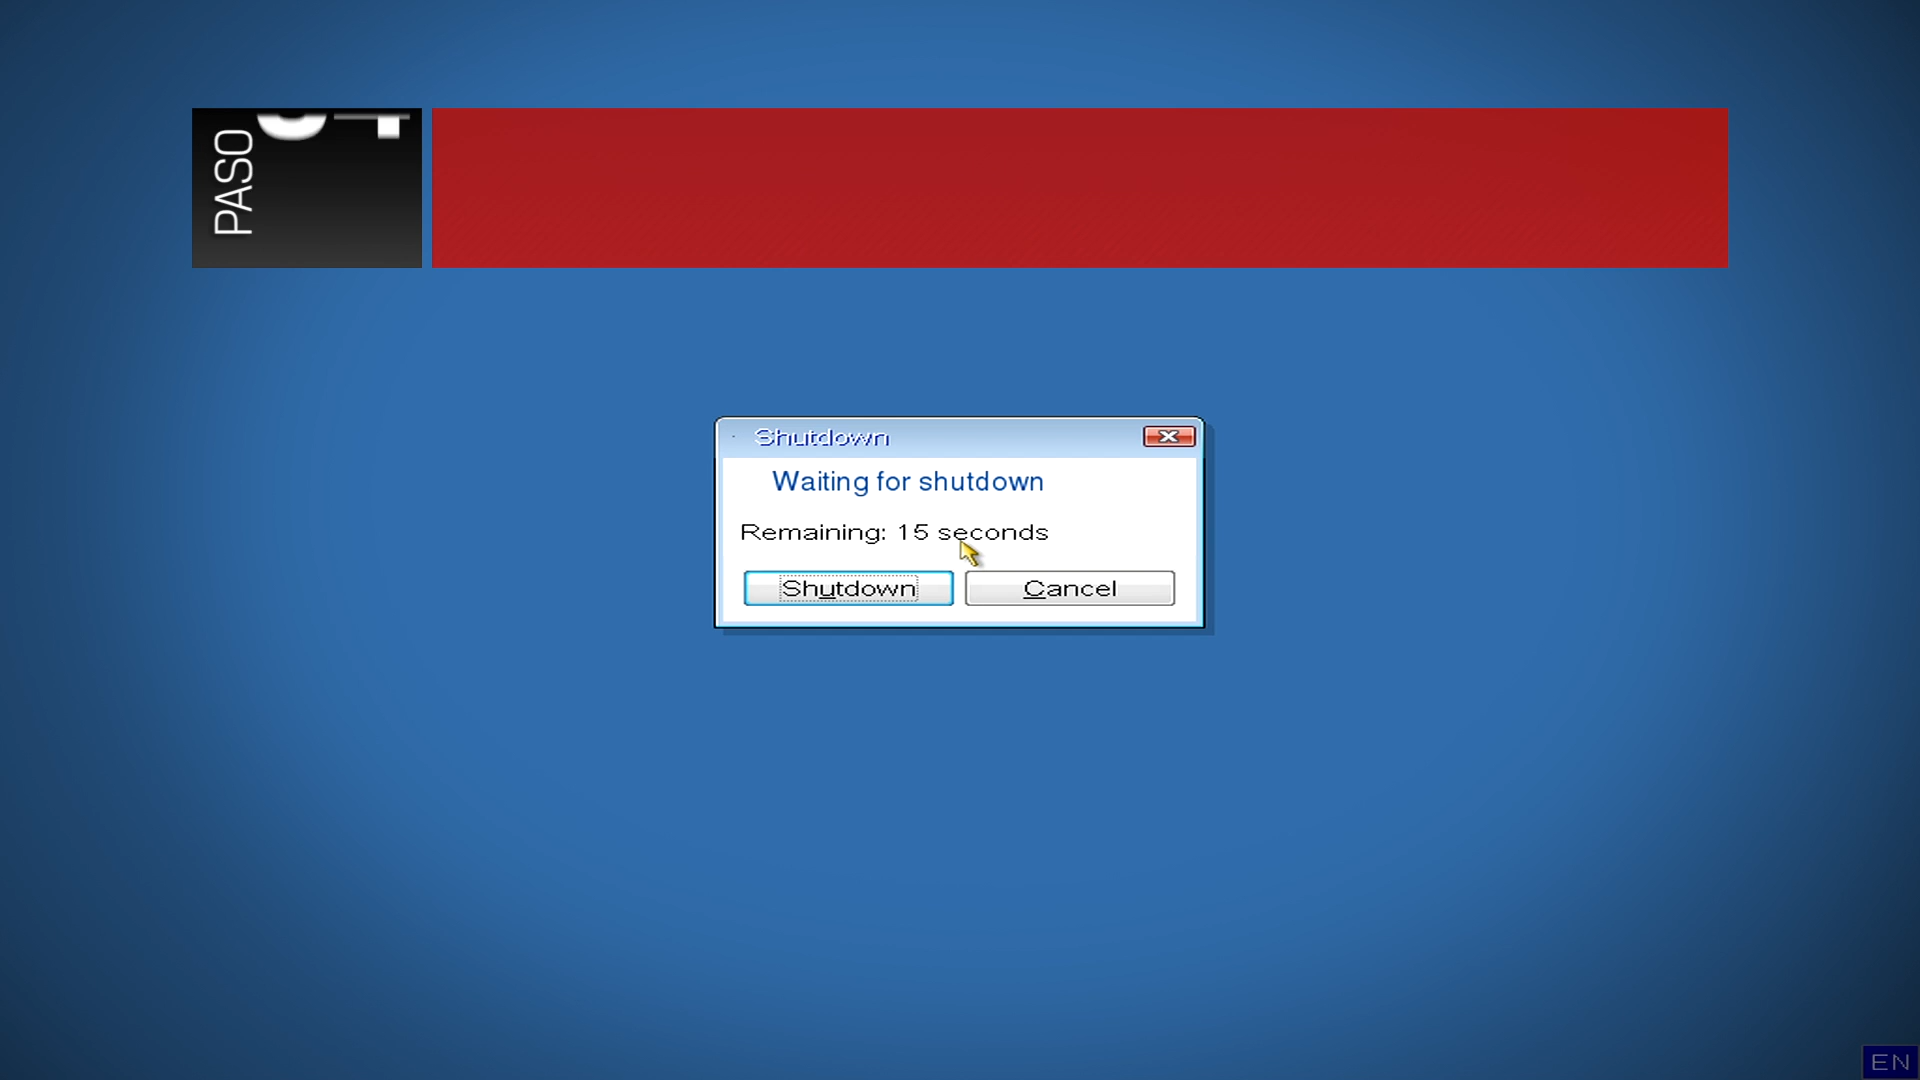 PASO
Shutdown
Waiting for shutdown
Remaining: 15 seconds
Shutdown
Cancel
EN